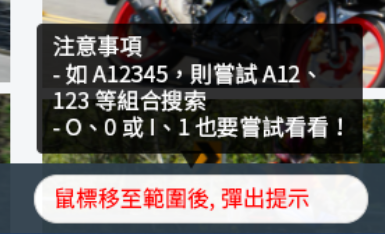 注意事項
- 如 A12345，則嘗試 A12、
123 等組合搜索
- O、0 或 I、1 也要嘗試看看！
鼠標移至範圍後, 彈出提示